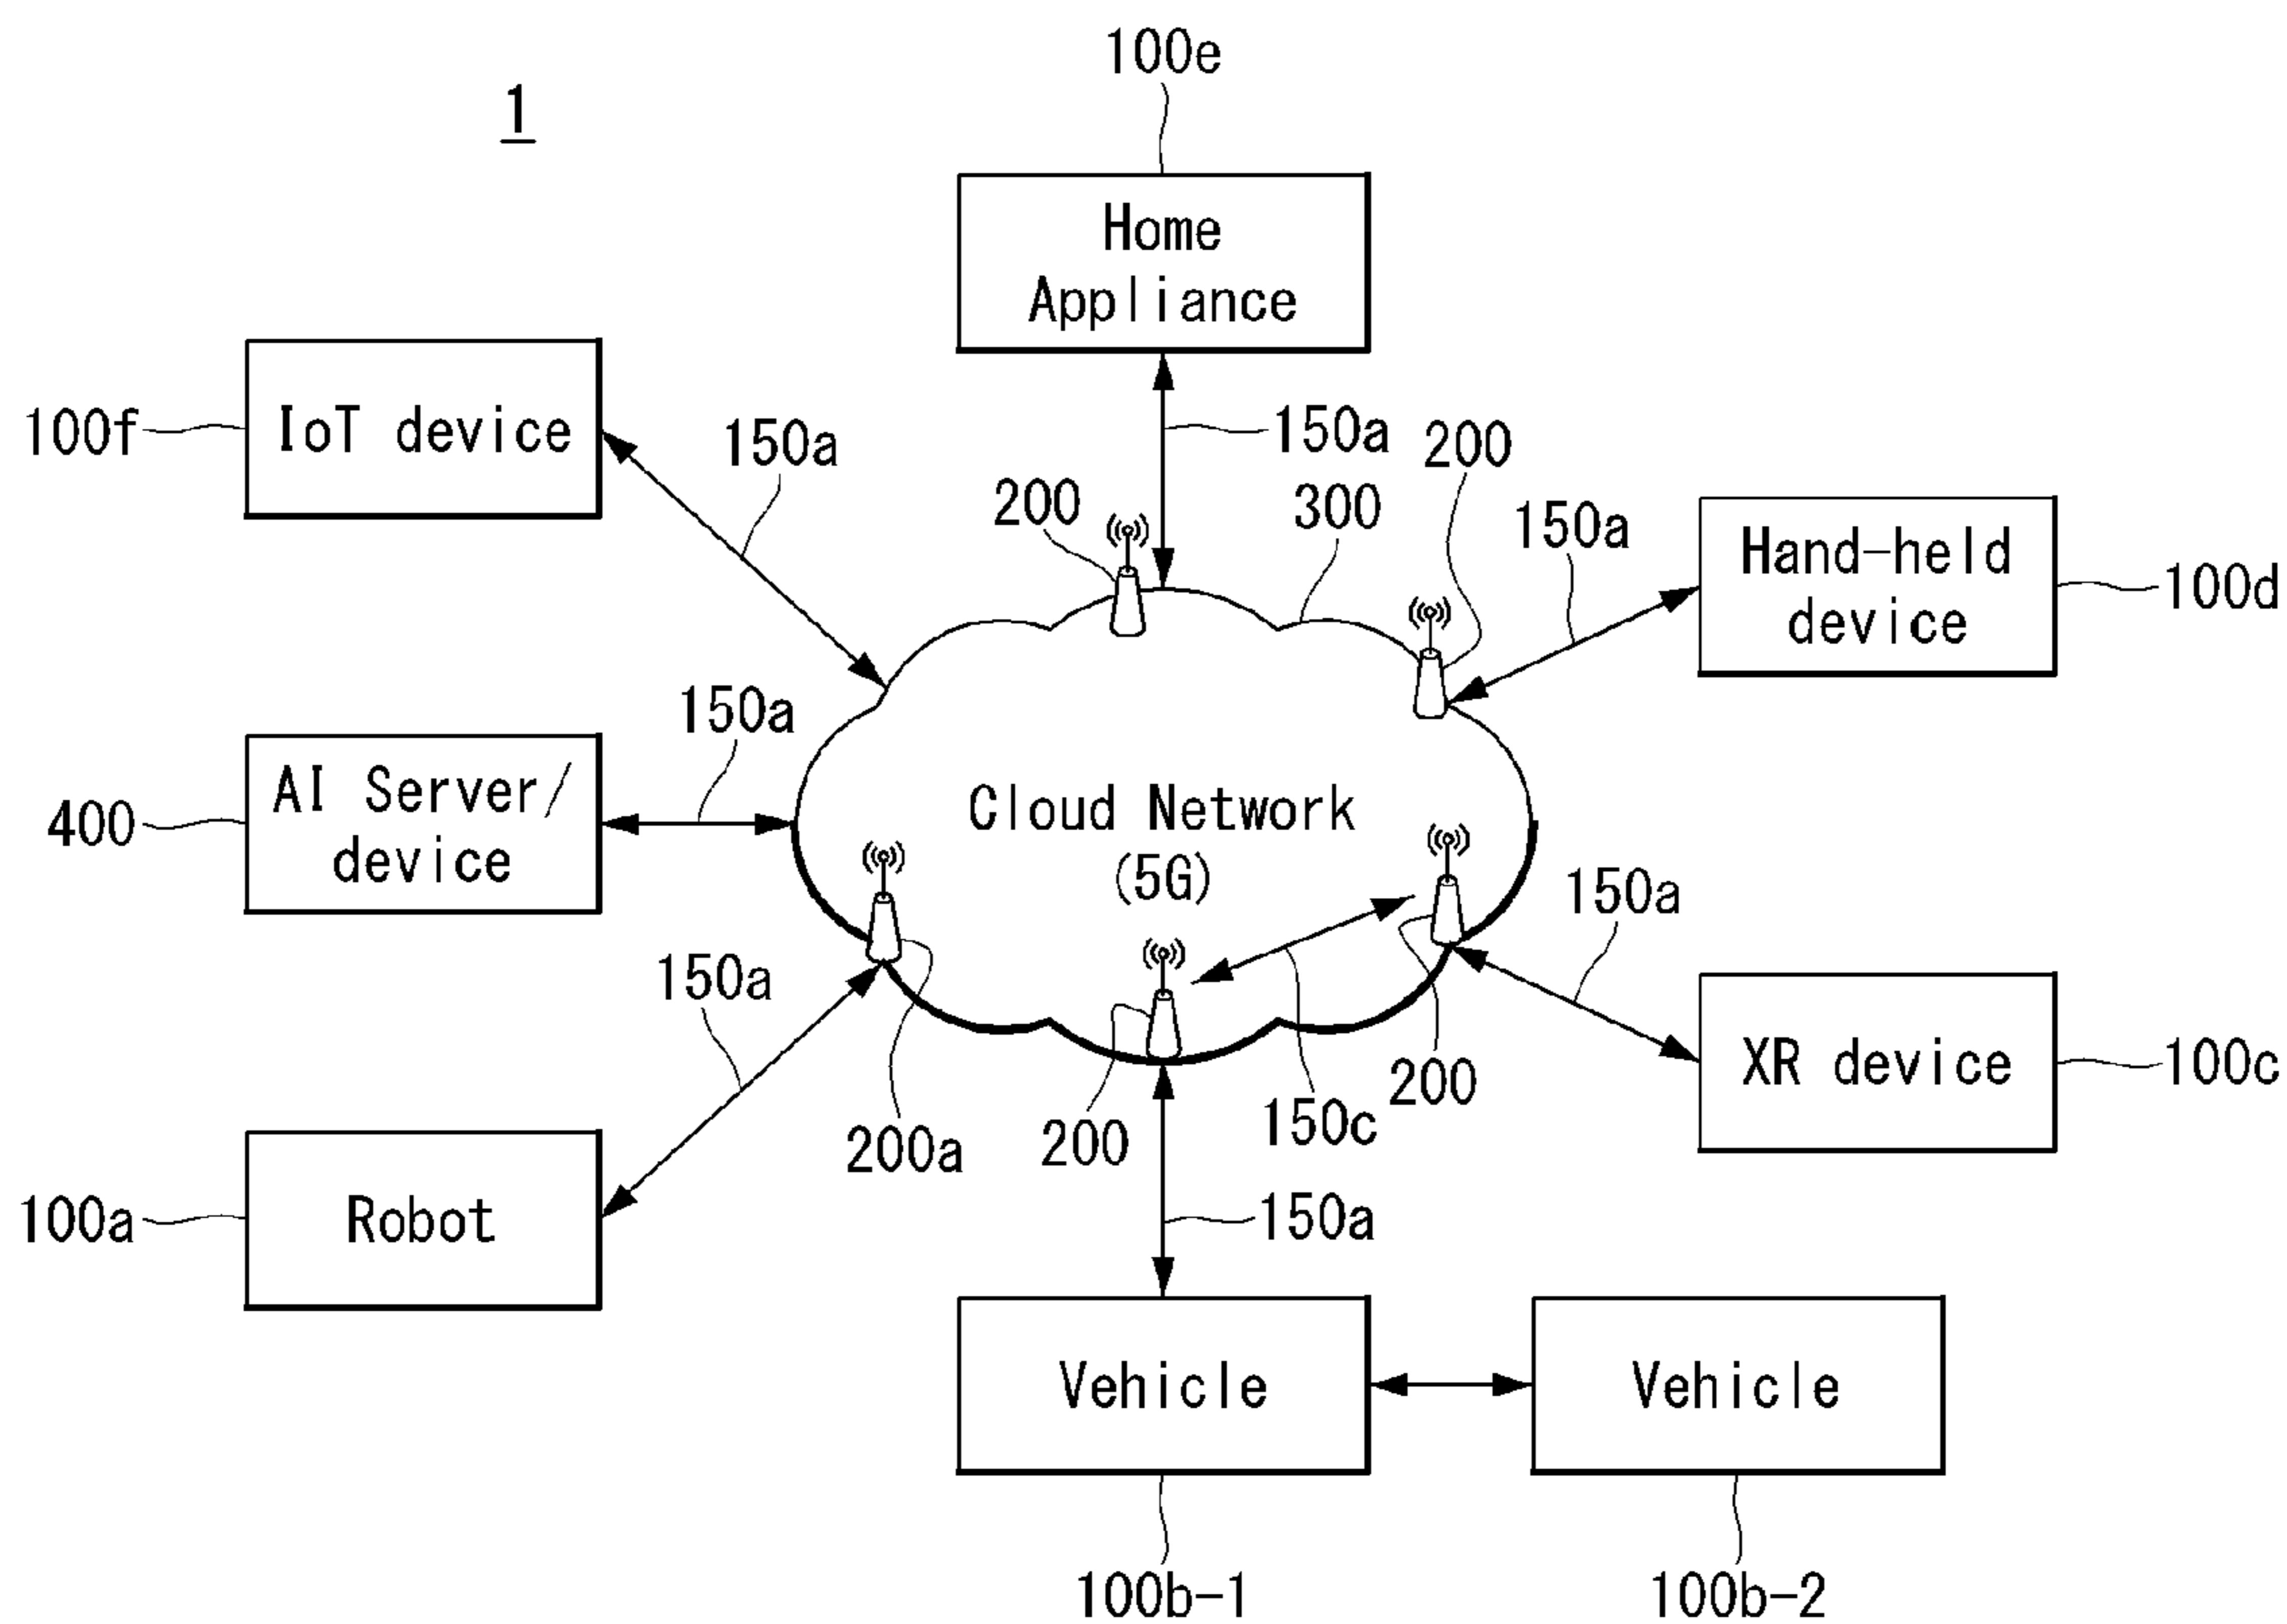 100e
1
Home
Appliance
100f
IoT device
150a
150a
200
200
300
150a
Hand-held
device
100d
150a
400
AI Server/
device
Cloud Network
(5G)
150a
150a
XR device
100c
200
150c
200
200a
100a
Robot
150a
Vehicle
Vehicle
100b-1
100b-2